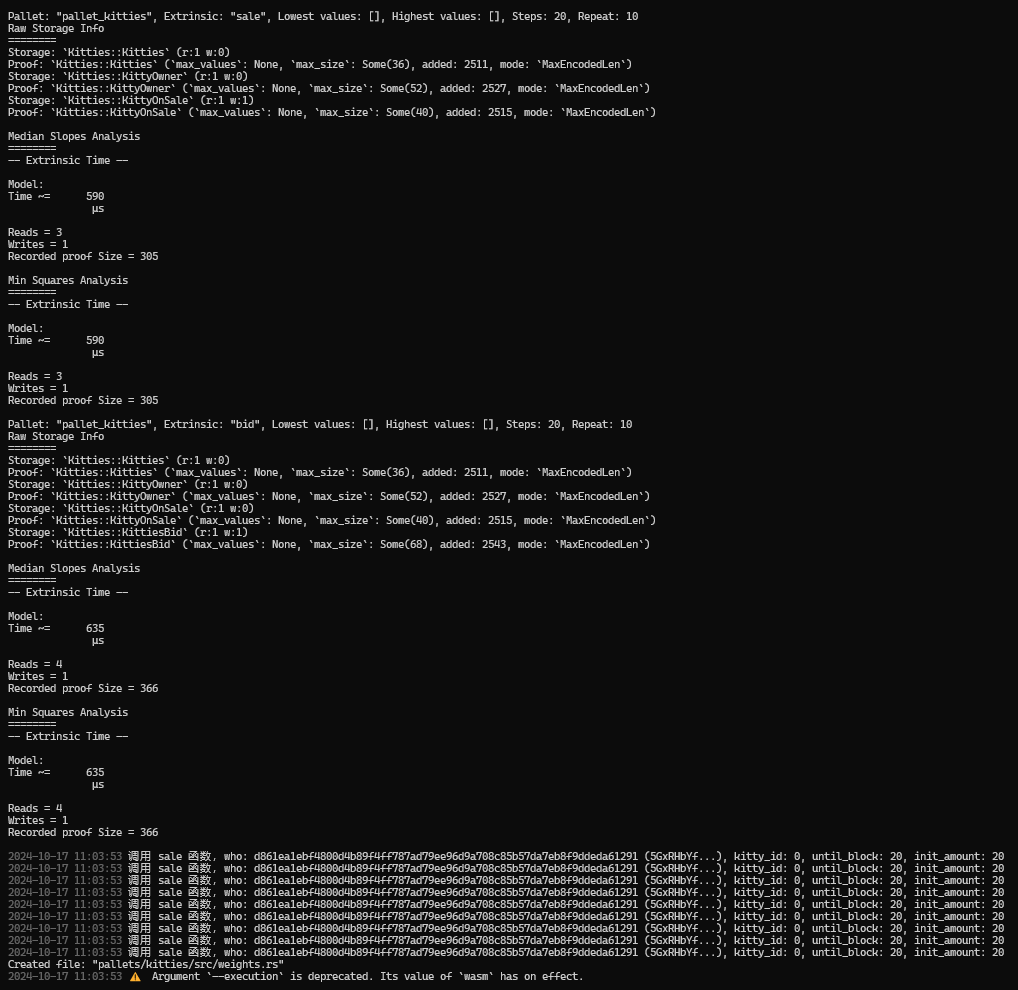 Pallet: "pallet_kitties", Extrinsic: "sale", Lowest values: [], Highest values: [], Steps: 20, Repeat: 10
Raw Storage Info
========
Storage: `Kitties::Kitties` (r:1 w:0)
Proof: `Kitties::Kitties` (`max_values`: None, `max_size`: Some(36), added: 2511, mode: `MaxEncodedLen`)
Storage: `Kitties::KittyOwner` (r:1 w:0)
Proof: `Kitties::KittyOwner` (`max_values`: None, `max_size`: Some(52), added: 2527, mode: `MaxEncodedLen`)
Storage: `Kitties::KittyOnSale` (r:1 w:1)
Proof: `Kitties::KittyOnSale` (`max_values`: None, `max_size`: Some(40), added: 2515, mode: `MaxEncodedLen`)

Median Slopes Analysis
========
-- Extrinsic Time --

Model:
Time ~=      590
              µs

Reads = 3
Writes = 1
Recorded proof Size = 305

Min Squares Analysis
========
-- Extrinsic Time --

Model:
Time ~=      590
              µs

Reads = 3
Writes = 1
Recorded proof Size = 305

Pallet: "pallet_kitties", Extrinsic: "bid", Lowest values: [], Highest values: [], Steps: 20, Repeat: 10
Raw Storage Info
========
Storage: `Kitties::Kitties` (r:1 w:0)
Proof: `Kitties::Kitties` (`max_values`: None, `max_size`: Some(36), added: 2511, mode: `MaxEncodedLen`)
Storage: `Kitties::KittyOwner` (r:1 w:0)
Proof: `Kitties::KittyOwner` (`max_values`: None, `max_size`: Some(52), added: 2527, mode: `MaxEncodedLen`)
Storage: `Kitties::KittyOnSale` (r:1 w:0)
Proof: `Kitties::KittyOnSale` (`max_values`: None, `max_size`: Some(40), added: 2515, mode: `MaxEncodedLen`)
Storage: `Kitties::KittiesBid` (r:1 w:1)
Proof: `Kitties::KittiesBid` (`max_values`: None, `max_size`: Some(68), added: 2543, mode: `MaxEncodedLen`)

Median Slopes Analysis
========
-- Extrinsic Time --

Model:
Time ~=      635
              µs

Reads = 4
Writes = 1
Recorded proof Size = 366

Min Squares Analysis
========
-- Extrinsic Time --

Model:
Time ~=      635
              µs

Reads = 4
Writes = 1
Recorded proof Size = 366

2024-10-17 11:03:53 调用 sale 函数, who: d861ea1ebf4800d4b89f4ff787ad79ee96d9a708c85b57da7eb8f9ddeda61291 (5GxRHbYf...), kitty_id: 0, until_block: 20, init_amount: 20
2024-10-17 11:03:53 调用 sale 函数, who: d861ea1ebf4800d4b89f4ff787ad79ee96d9a708c85b57da7eb8f9ddeda61291 (5GxRHbYf...), kitty_id: 0, until_block: 20, init_amount: 20
2024-10-17 11:03:53 调用 sale 函数, who: d861ea1ebf4800d4b89f4ff787ad79ee96d9a708c85b57da7eb8f9ddeda61291 (5GxRHbYf...), kitty_id: 0, until_block: 20, init_amount: 20
2024-10-17 11:03:53 调用 sale 函数, who: d861ea1ebf4800d4b89f4ff787ad79ee96d9a708c85b57da7eb8f9ddeda61291 (5GxRHbYf...), kitty_id: 0, until_block: 20, init_amount: 20
2024-10-17 11:03:53 调用 sale 函数, who: d861ea1ebf4800d4b89f4ff787ad79ee96d9a708c85b57da7eb8f9ddeda61291 (5GxRHbYf...), kitty_id: 0, until_block: 20, init_amount: 20
2024-10-17 11:03:53 调用 sale 函数, who: d861ea1ebf4800d4b89f4ff787ad79ee96d9a708c85b57da7eb8f9ddeda61291 (5GxRHbYf...), kitty_id: 0, until_block: 20, init_amount: 20
2024-10-17 11:03:53 调用 sale 函数, who: d861ea1ebf4800d4b89f4ff787ad79ee96d9a708c85b57da7eb8f9ddeda61291 (5GxRHbYf...), kitty_id: 0, until_block: 20, init_amount: 20
2024-10-17 11:03:53 调用 sale 函数, who: d861ea1ebf4800d4b89f4ff787ad79ee96d9a708c85b57da7eb8f9ddeda61291 (5GxRHbYf...), kitty_id: 0, until_block: 20, init_amount: 20
2024-10-17 11:03:53 调用 sale 函数, who: d861ea1ebf4800d4b89f4ff787ad79ee96d9a708c85b57da7eb8f9ddeda61291 (5GxRHbYf...), kitty_id: 0, until_block: 20, init_amount: 20
Created file: "pallets/kitties/src/weights.rs"
2024-10-17 11:03:53 ⚠️  Argument `--execution` is deprecated. Its value of `wasm` has on effect.